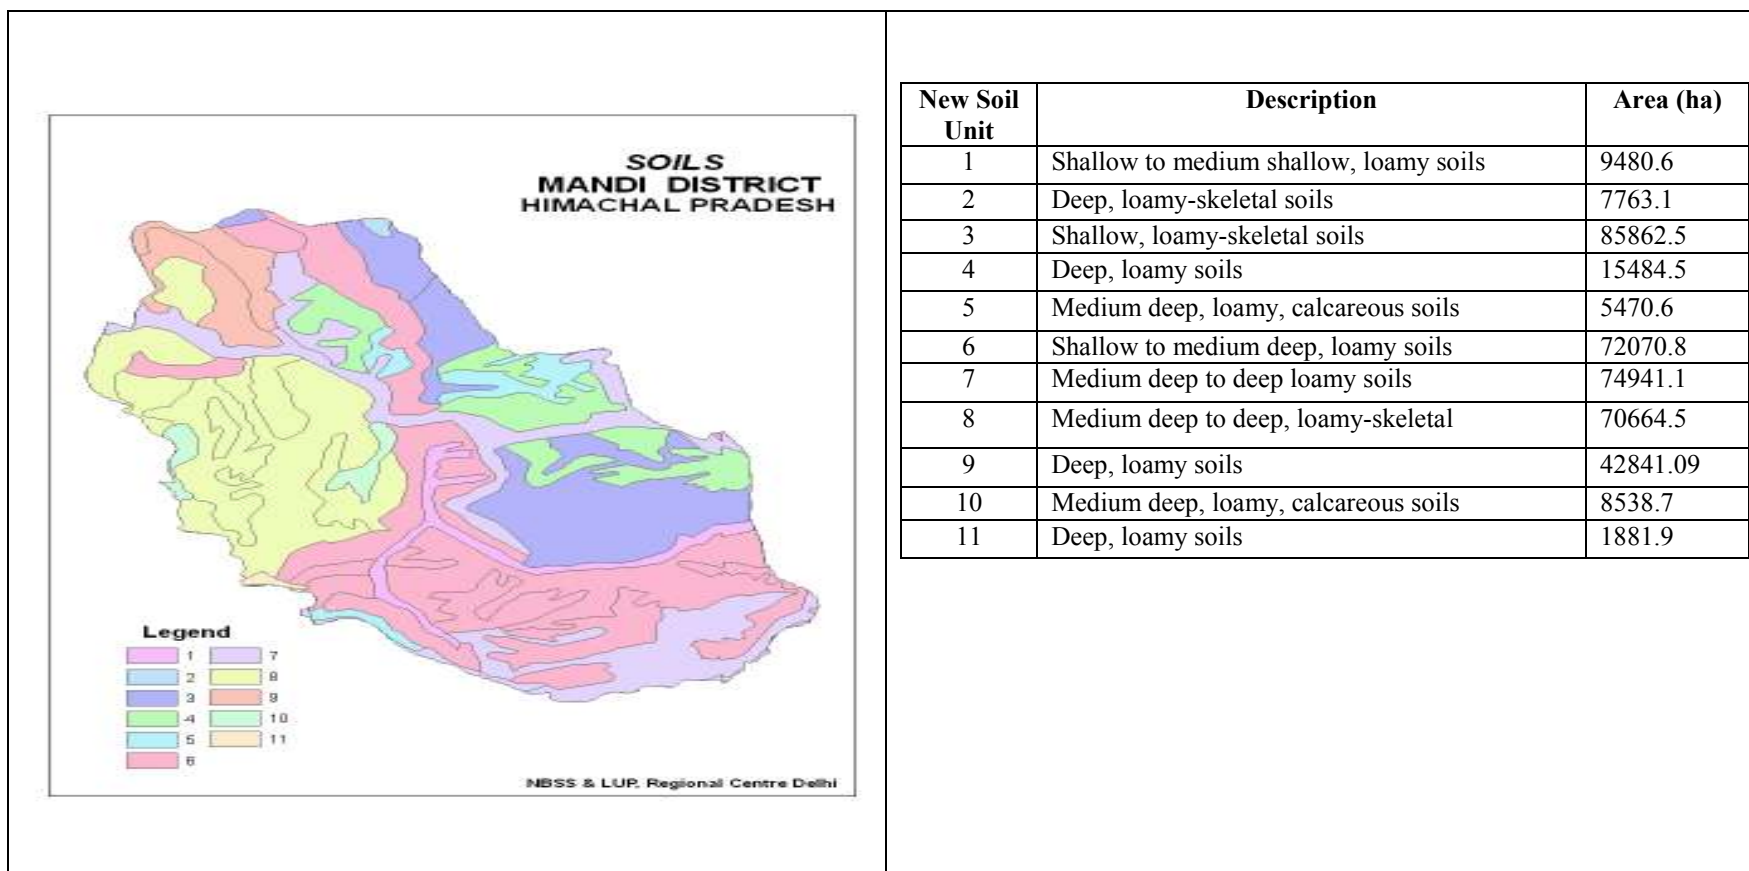 SOILS
MANDI DISTRICT
HIMACHAL PRADESH
Legend
1 7
2 8
3 9
4 10
5 11
6
NBSS & LUP, Regional Centre Delhi
New Soil Unit Description Area (ha)
1 Shallow to medium shallow, loamy soils 9480.6
2 Deep, loamy-skeletal soils 7763.1
3 Shallow, loamy-skeletal soils 85862.5
4 Deep, loamy soils 15484.5
5 Medium deep, loamy, calcareous soils 5470.6
6 Shallow to medium deep, loamy soils 72070.8
7 Medium deep to deep loamy soils 74941.1
8 Medium deep to deep, loamy-skeletal 70664.5
9 Deep, loamy soils 42841.09
10 Medium deep, loamy, calcareous soils 8538.7
11 Deep, loamy soils 1881.9